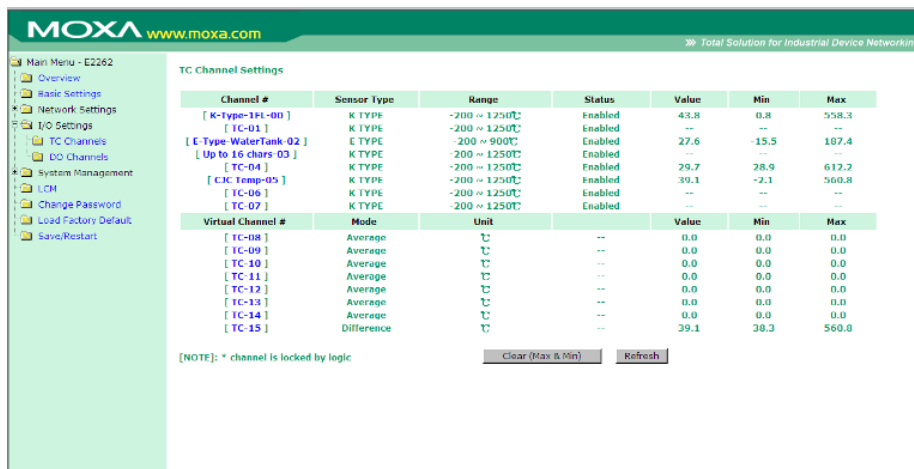 MOXA www.moxa.com
Total Solution for Industrial Device Networkin
Main Menu - E2262
Overview
Basic Settings
Network Settings
I/O Settings
TC Channels
DO Channels
System Management
LCM
Change Password
Load Factory Default
Save/Restart
TC Channel Settings
Channel # Sensor Type Range Status Value Min Max
[ K-Type-1FL-00 ] K TYPE -200 ~ 1250℃ Enabled 43.8 0.8 558.3
[ TC-01 ] K TYPE -200 ~ 1250℃ Enabled -- -- --
[ E-Type-WaterTank-02 ] E TYPE -200 ~ 900℃ Enabled 27.6 -15.5 187.4
[ Up to 16 chars-03 ] K TYPE -200 ~ 1250℃ Enabled -- -- --
[ TC-04 ] K TYPE -200 ~ 1250℃ Enabled 29.7 28.9 612.2
[ CJC Temp-05 ] K TYPE -200 ~ 1250℃ Enabled 39.1 -2.1 560.8
[ TC-06 ] K TYPE -200 ~ 1250℃ Enabled -- -- --
[ TC-07 ] K TYPE -200 ~ 1250℃ Enabled -- -- --
Virtual Channel # Mode Unit Value Min Max
[ TC-08 ] Average ℃ -- 0.0 0.0 0.0
[ TC-09 ] Average ℃ -- 0.0 0.0 0.0
[ TC-10 ] Average ℃ -- 0.0 0.0 0.0
[ TC-11 ] Average ℃ -- 0.0 0.0 0.0
[ TC-12 ] Average ℃ -- 0.0 0.0 0.0
[ TC-13 ] Average ℃ -- 0.0 0.0 0.0
[ TC-14 ] Average ℃ -- 0.0 0.0 0.0
[ TC-15 ] Difference ℃ -- 39.1 38.3 560.8
[NOTE]: * channel is locked by logic
Clear (Max & Min) Refresh